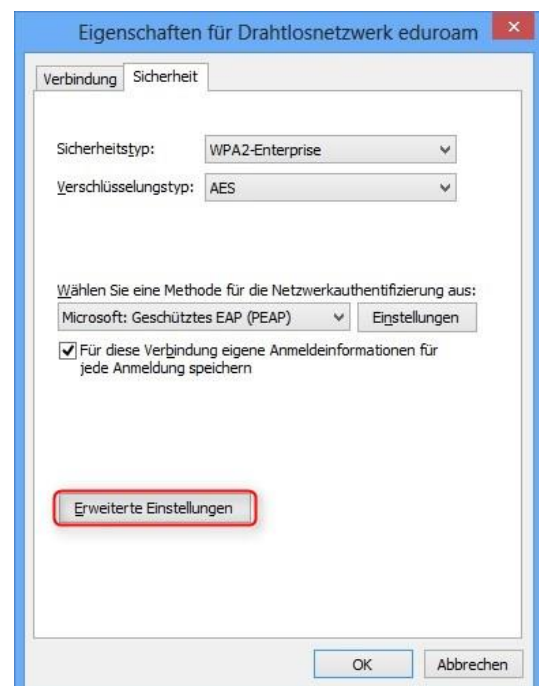 Eigenschaften für Drahtlosnetzwerk eduroam
Verbindung Sicherheit
Sicherheitstyp: WPA2-Enterprise
Verschlüsselungstyp: AES
Wählen Sie eine Methode für die Netzwerkauthentifizierung aus:
Microsoft: Geschütztes EAP (PEAP) Einstellungen
Für diese Verbindung eigene Anmeldeinformationen für
jede Anmeldung speichern
Erweiterte Einstellungen
OK Abbrechen